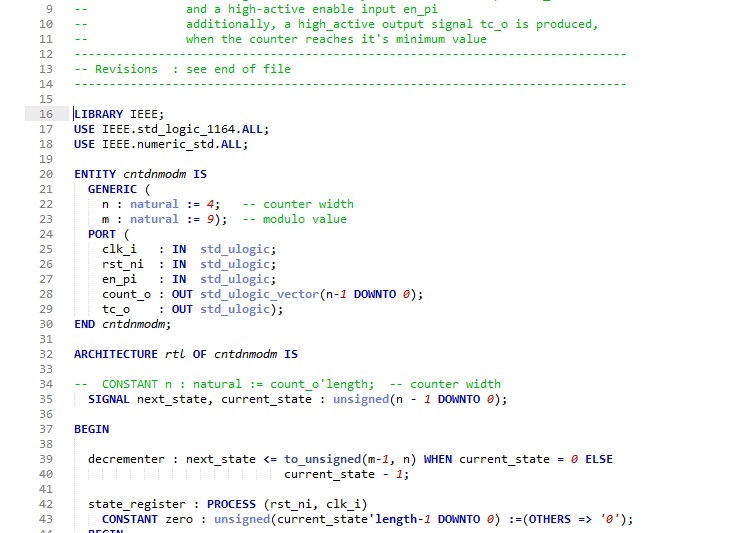 9 -- and a high-active enable input en_pi
10 -- additionally, a high_active output signal tc_o is produced,
11 -- when the counter reaches it's minimum value
12 -------------------------------------------------------------------------------
13 -- Revisions : see end of file
14 -------------------------------------------------------------------------------
15
16 LIBRARY IEEE;
17 USE IEEE.std_logic_1164.ALL;
18 USE IEEE.numeric_std.ALL;
19
20 ENTITY cntdnmodm IS
21 GENERIC (
22 n : natural := 4; -- counter width
23 m : natural := 9); -- modulo value
24 PORT (
25 clk_i : IN std_ulogic;
26 rst_ni : IN std_ulogic;
27 en_pi : IN std_ulogic;
28 count_o : OUT std_ulogic_vector(n-1 DOWNTO 0);
29 tc_o : OUT std_ulogic);
30 END cntdnmodm;
31
32 ARCHITECTURE rtl OF cntdnmodm IS
33
34 -- CONSTANT n : natural := count_o'length; -- counter width
35 SIGNAL next_state, current_state : unsigned(n - 1 DOWNTO 0);
36
37 BEGIN
38
39 decrementer : next_state <= to_unsigned(m-1, n) WHEN current_state = 0 ELSE
40 current_state - 1;
41
42 state_register : PROCESS (rst_ni, clk_i)
43 CONSTANT zero : unsigned(current_state'length-1 DOWNTO 0) :=(OTHERS => '0');
44 BEGIN